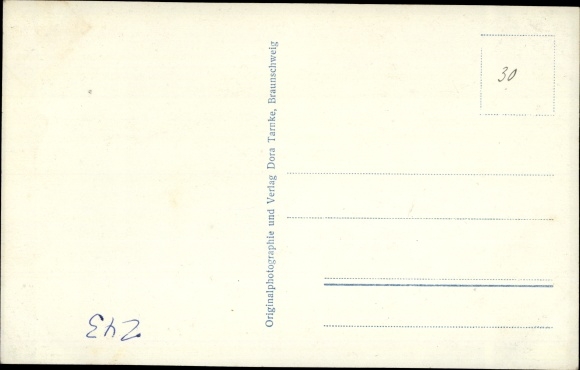 30
Originalphotographie und Verlag Dora Tarnke, Braunschweig
243